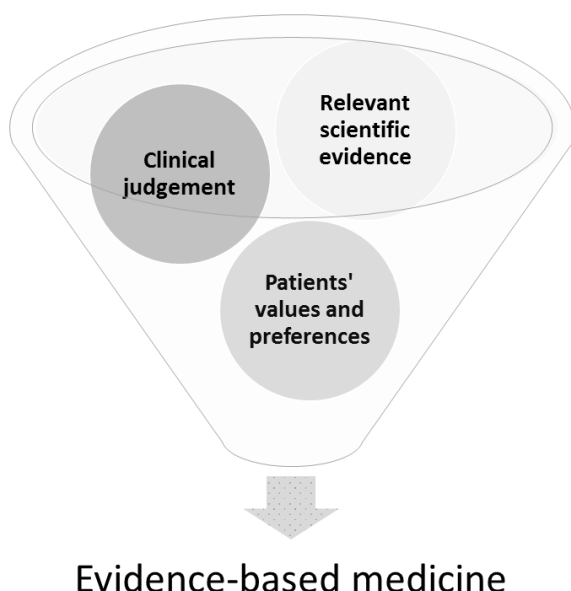 Relevant
scientific
evidence
Clinical
judgement
Patients'
values and
preferences
Evidence-based medicine